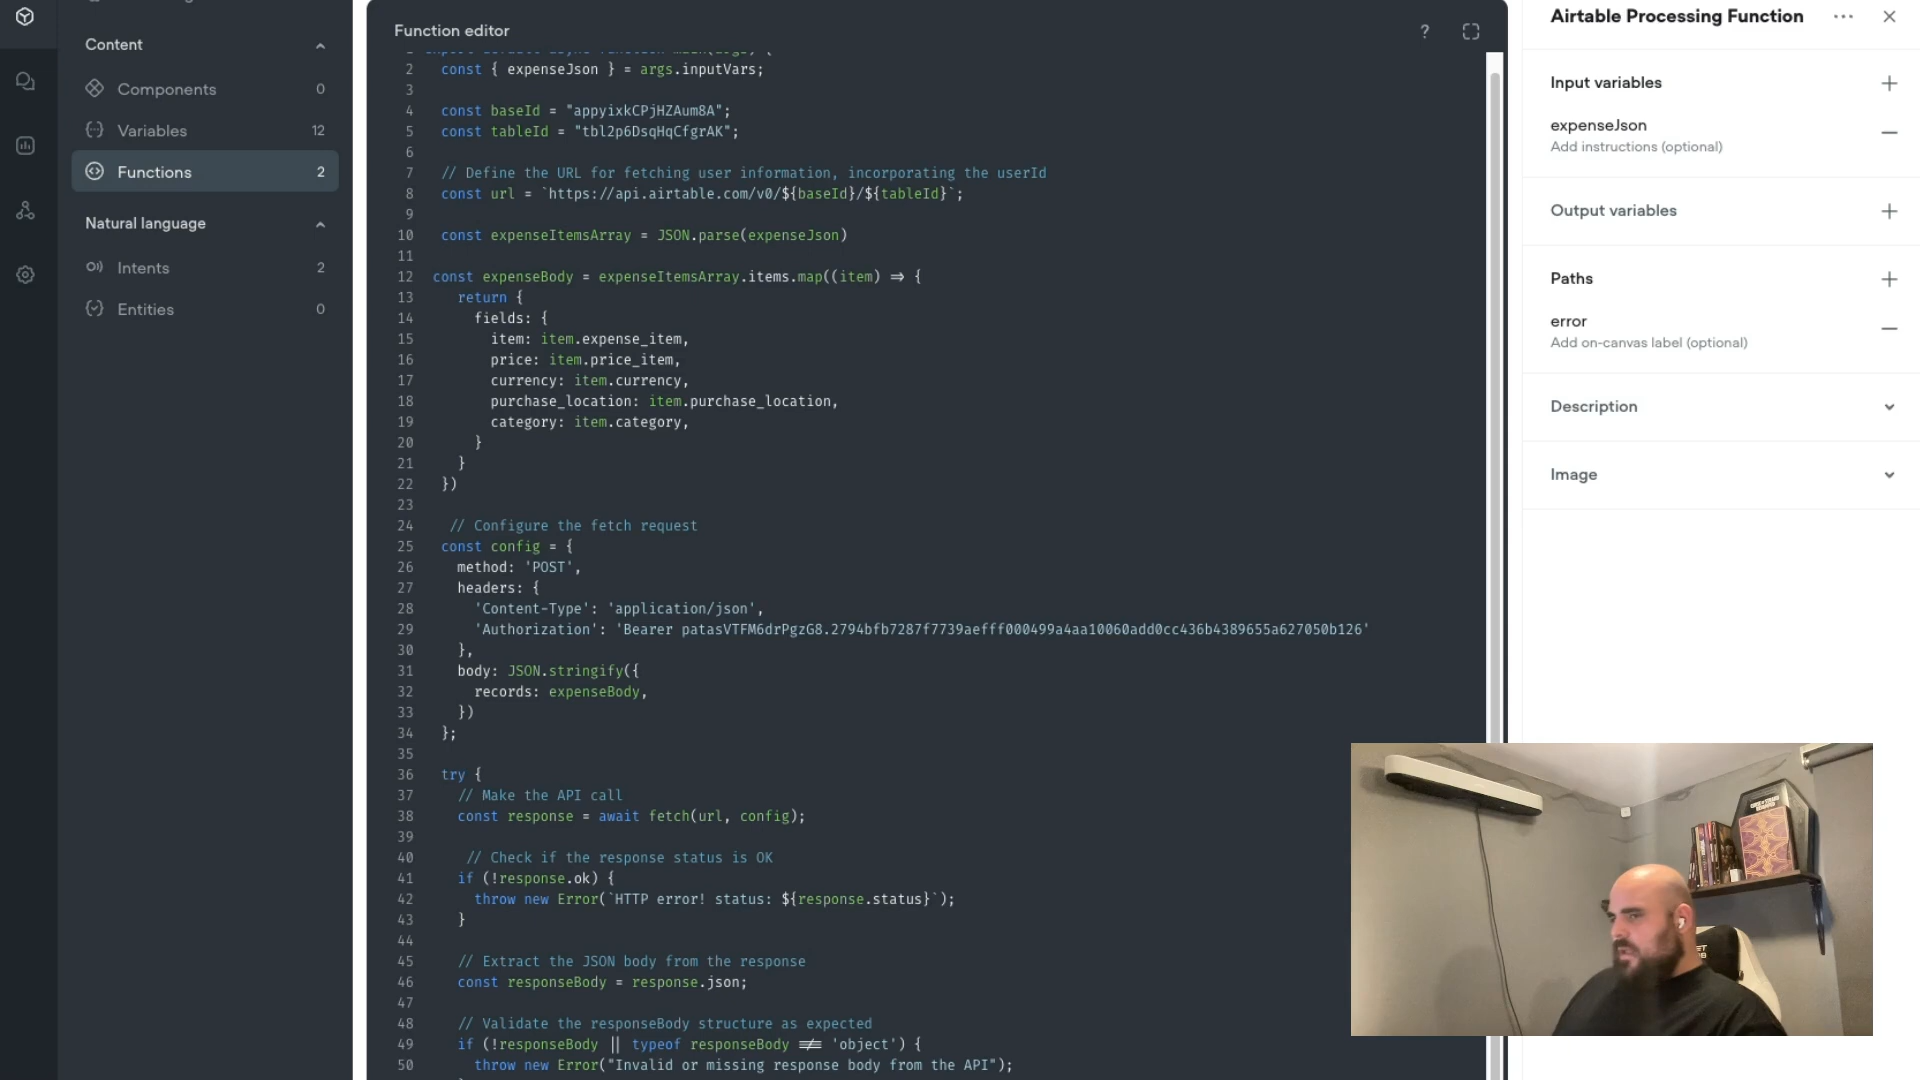 Content
Components 0
Variables 12
Functions 2
Natural language
Intents 2
Entities 0
Function editor
?
2 const { expenseJson } = args.inputVars;
3
4 const baseId = "appyixkCPjHZAum8A";
5 const tableId = "tbl2p6DsqHqCfgrAK";
6
7 // Define the URL for fetching user information, incorporating the userId
8 const url = `https://api.airtable.com/v0/${baseId}/${tableId}`;
9
10 const expenseItemsArray = JSON.parse(expenseJson)
11
12 const expenseBody = expenseItemsArray.items.map((item) => {
13 return {
14 fields: {
15 item: item.expense_item,
16 price: item.price_item,
17 currency: item.currency,
18 purchase_location: item.purchase_location,
19 category: item.category,
20 }
21 }
22 })
23
24 // Configure the fetch request
25 const config = {
26 method: 'POST',
27 headers: {
28 'Content-Type': 'application/json',
29 'Authorization': 'Bearer patasVTFM6drPgzG8.2794bfb7287f7739aefff000499a4aa10060add0cc436b4389655a627050b126'
30 },
31 body: JSON.stringify({
32 records: expenseBody,
33 })
34 };
35
36 try {
37 // Make the API call
38 const response = await fetch(url, config);
39
40 // Check if the response status is OK
41 if (!response.ok) {
42 throw new Error(`HTTP error! status: ${response.status}`);
43 }
44
45 // Extract the JSON body from the response
46 const responseBody = response.json;
47
48 // Validate the responseBody structure as expected
49 if (!responseBody || typeof responseBody !== 'object') {
50 throw new Error("Invalid or missing response body from the API");
Airtable Processing Function
Input variables
expenseJson
Add instructions (optional)
Output variables
Paths
error
Add on-canvas label (optional)
Description
Image